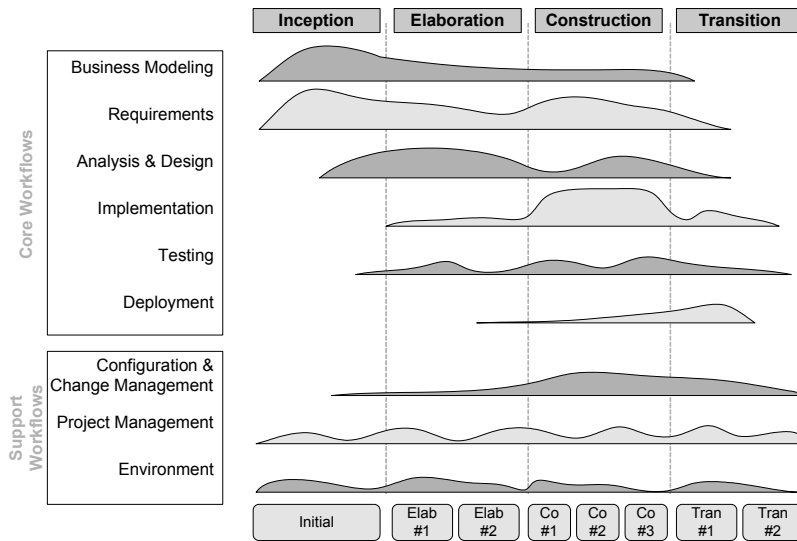 Inception Elaboration Construction Transition
Core Workflows
Business Modeling
Requirements
Analysis & Design
Implementation
Testing
Deployment
Support
Workflows
Configuration &
Change Management
Project Management
Environment
Initial
Elab
#1
Elab
#2
Co
#1
Co
#2
Co
#3
Tran
#1
Tran
#2